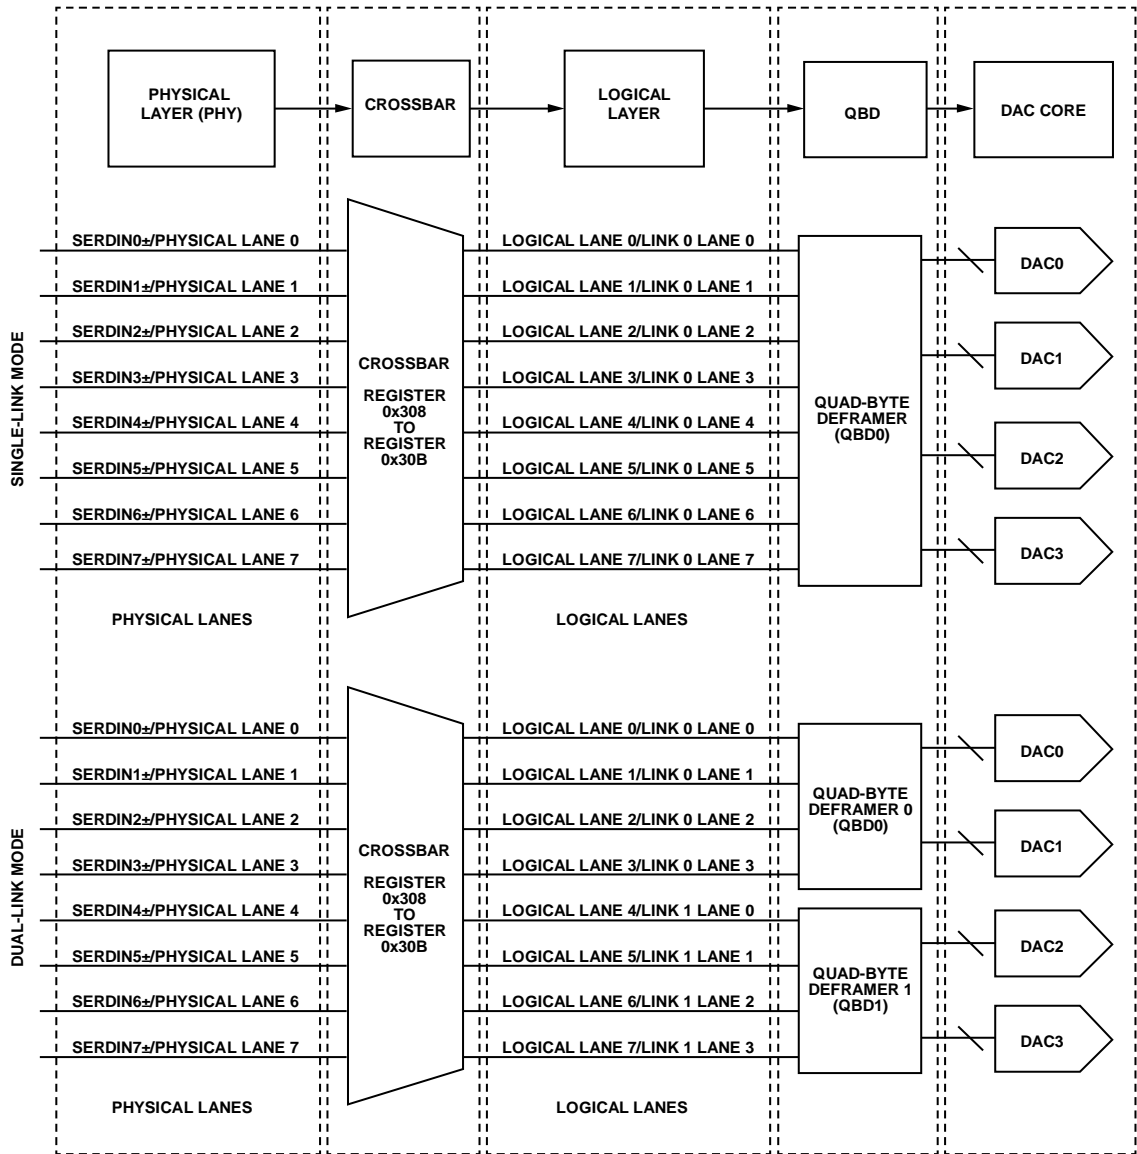 PHYSICAL
LAYER (PHY)
CROSSBAR
LOGICAL
LAYER
QBD
DAC CORE
SINGLE-LINK MODE
SERDIN0±/PHYSICAL LANE 0
SERDIN1±/PHYSICAL LANE 1
SERDIN2±/PHYSICAL LANE 2
SERDIN3±/PHYSICAL LANE 3
SERDIN4±/PHYSICAL LANE 4
SERDIN5±/PHYSICAL LANE 5
SERDIN6±/PHYSICAL LANE 6
SERDIN7±/PHYSICAL LANE 7
PHYSICAL LANES
CROSSBAR
REGISTER
0x308
TO
REGISTER
0x30B
LOGICAL LANE 0/LINK 0 LANE 0
LOGICAL LANE 1/LINK 0 LANE 1
LOGICAL LANE 2/LINK 0 LANE 2
LOGICAL LANE 3/LINK 0 LANE 3
LOGICAL LANE 4/LINK 0 LANE 4
LOGICAL LANE 5/LINK 0 LANE 5
LOGICAL LANE 6/LINK 0 LANE 6
LOGICAL LANE 7/LINK 0 LANE 7
LOGICAL LANES
QUAD-BYTE
DEFRAMER
(QBD0)
DAC0
DAC1
DAC2
DAC3
DUAL-LINK MODE
SERDIN0±/PHYSICAL LANE 0
SERDIN1±/PHYSICAL LANE 1
SERDIN2±/PHYSICAL LANE 2
SERDIN3±/PHYSICAL LANE 3
SERDIN4±/PHYSICAL LANE 4
SERDIN5±/PHYSICAL LANE 5
SERDIN6±/PHYSICAL LANE 6
SERDIN7±/PHYSICAL LANE 7
PHYSICAL LANES
CROSSBAR
REGISTER
0x308
TO
REGISTER
0x30B
LOGICAL LANE 0/LINK 0 LANE 0
LOGICAL LANE 1/LINK 0 LANE 1
LOGICAL LANE 2/LINK 0 LANE 2
LOGICAL LANE 3/LINK 0 LANE 3
LOGICAL LANE 4/LINK 1 LANE 0
LOGICAL LANE 5/LINK 1 LANE 1
LOGICAL LANE 6/LINK 1 LANE 2
LOGICAL LANE 7/LINK 1 LANE 3
LOGICAL LANES
QUAD-BYTE
DEFRAMER 0
(QBD0)
QUAD-BYTE
DEFRAMER 1
(QBD1)
DAC0
DAC1
DAC2
DAC3